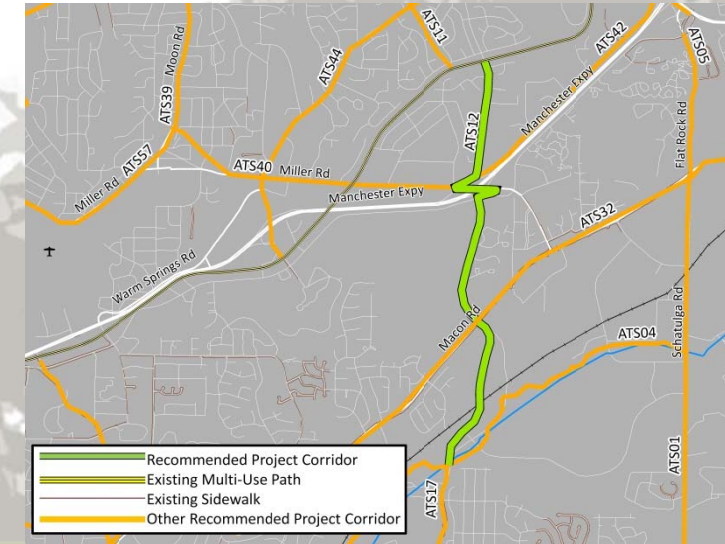 ATS11
ATS42
ATS05
Moon Rd
ATS44
ATS39
ATS12
Manchester Expy
Flat Rock Rd
ATS57
ATS40 Miller Rd
Miller Rd
Manchester Expy
ATS32
Warm Springs Rd
Macon Rd
ATS04
Schatulga Rd
ATS01
ATS17
Recommended Project Corridor
Existing Multi-Use Path
Existing Sidewalk
Other Recommended Project Corridor